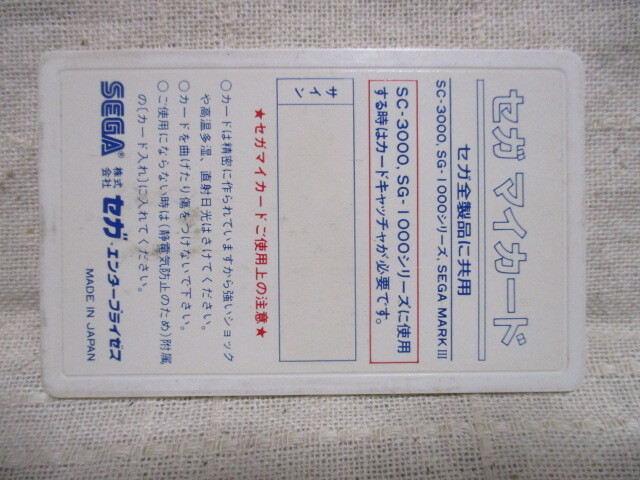 セガ マイカード
セガ全製品に共用
SC-3000, SG-1000シリーズ, SEGA MARK III
SC-3000, SG-1000シリーズに使用
する時はカードキャッチャが必要です。
サイン
★セガマイカードご使用上の注意★
○カードは精密に作られていますから強いショック
や高温多湿、直射日光はさけてください。
○カードを曲げたり傷をつけないで下さい。
○ご使用にならない時は(静電気防止のため)附属
の〔カード入れ〕に入れてください。
SEGA® 株式会社 セガ・エンタープライゼス
MADE IN JAPAN